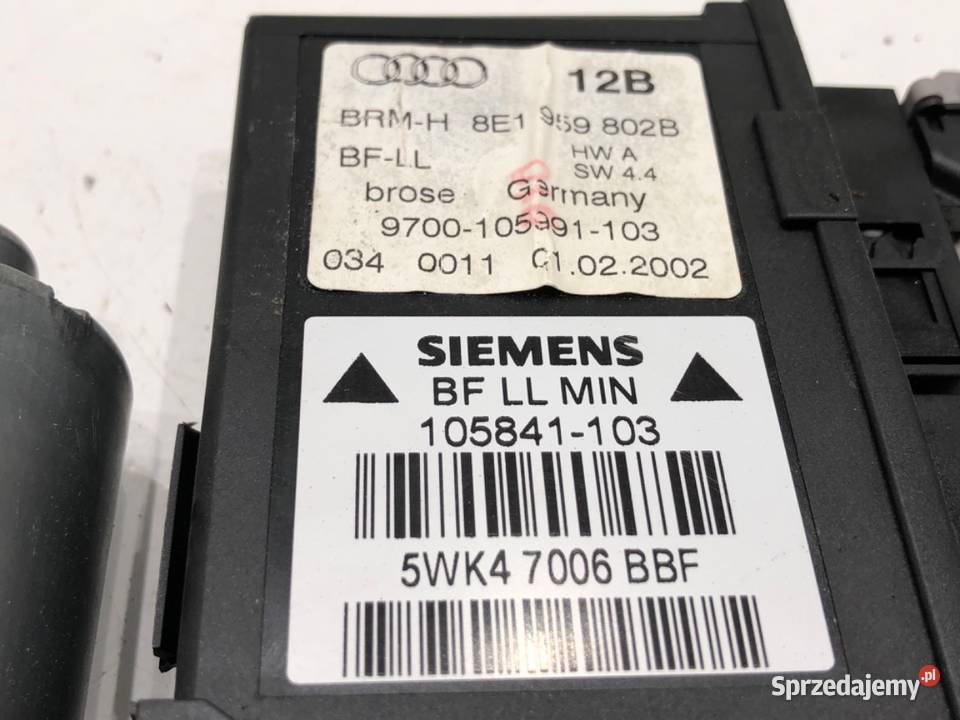 12B
BRM-H 8E1 959 802B
BF-LL HW A
SW 4.4
brose Germany
9700-105991-103
034 0011 01.02.2002
SIEMENS
BF LL MIN
105841-103
5WK4 7006 BBF
Sprzedajemy.pl